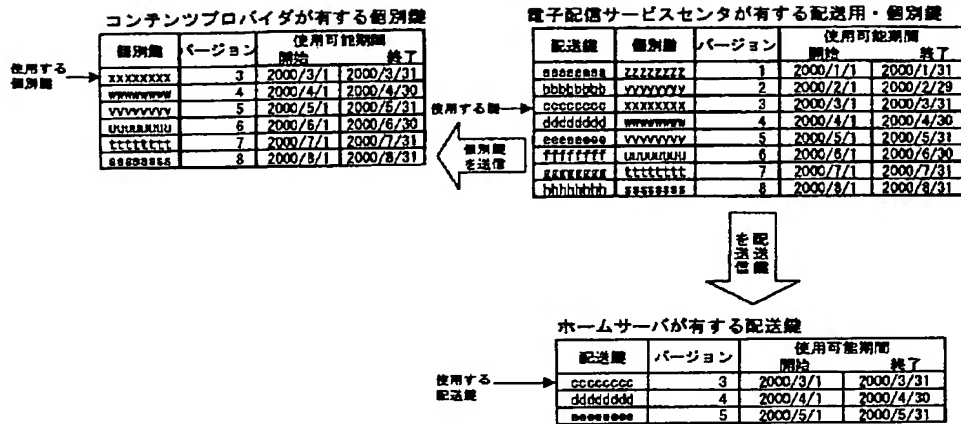 コンテンツプロバイダが有する個別鍵
個別鍵 バージョン 使用可能期間
開始 終了
使用する
個別鍵
xxxxxxxx 3 2000/3/1 2000/3/31
wwwwwwww 4 2000/4/1 2000/4/30
vvvvvvvv 5 2000/5/1 2000/5/31
uuuuuuuu 6 2000/6/1 2000/6/30
tttttttt 7 2000/7/1 2000/7/31
ssssssss 8 2000/8/1 2000/8/31
電子配信サービスセンタが有する配送用・個別鍵
配送鍵 個別鍵 バージョン 使用可能期間
開始 終了
aaaaaaaa zzzzzzzz 1 2000/1/1 2000/1/31
bbbbbbbb yyyyyyyy 2 2000/2/1 2000/2/29
使用する鍵
cccccccc xxxxxxxx 3 2000/3/1 2000/3/31
dddddddd wwwwwwww 4 2000/4/1 2000/4/30
eeeeeeee vvvvvvvv 5 2000/5/1 2000/5/31
ffffffff uuuuuuuu 6 2000/6/1 2000/6/30
gggggggg tttttttt 7 2000/7/1 2000/7/31
hhhhhhhh ssssssss 8 2000/8/1 2000/8/31
個別鍵
を送信
配送鍵
を送信
ホームサーバが有する配送鍵
配送鍵 バージョン 使用可能期間
開始 終了
使用する
配送鍵
cccccccc 3 2000/3/1 2000/3/31
dddddddd 4 2000/4/1 2000/4/30
eeeeeeee 5 2000/5/1 2000/5/31